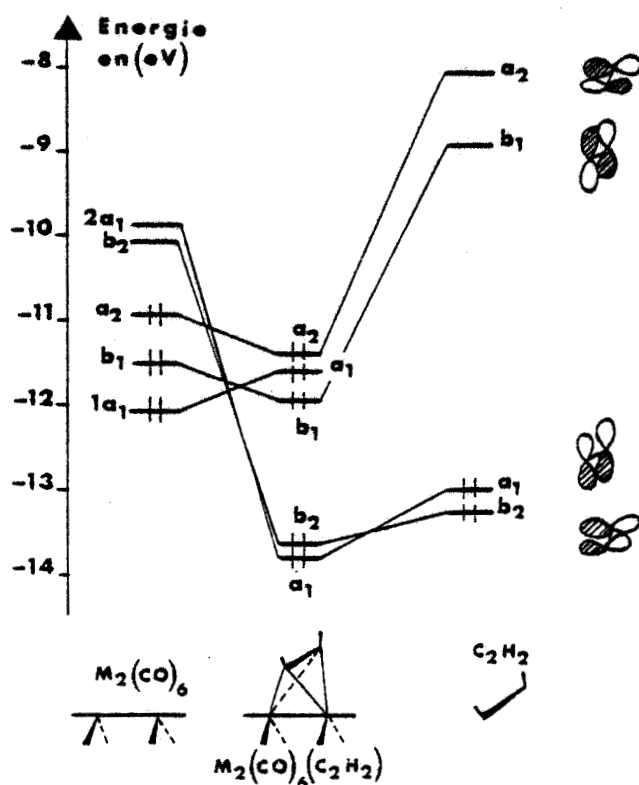 Energie
en (eV)
-8
-9
-10
-11
-12
-13
-14
2a₁
b₂
a₂
b₁
1a₁
a₂
a₁
b₁
b₂
a₁
a₂
b₁
a₁
b₂
M₂(CO)₆
M₂(CO)₆(C₂H₂)
C₂H₂